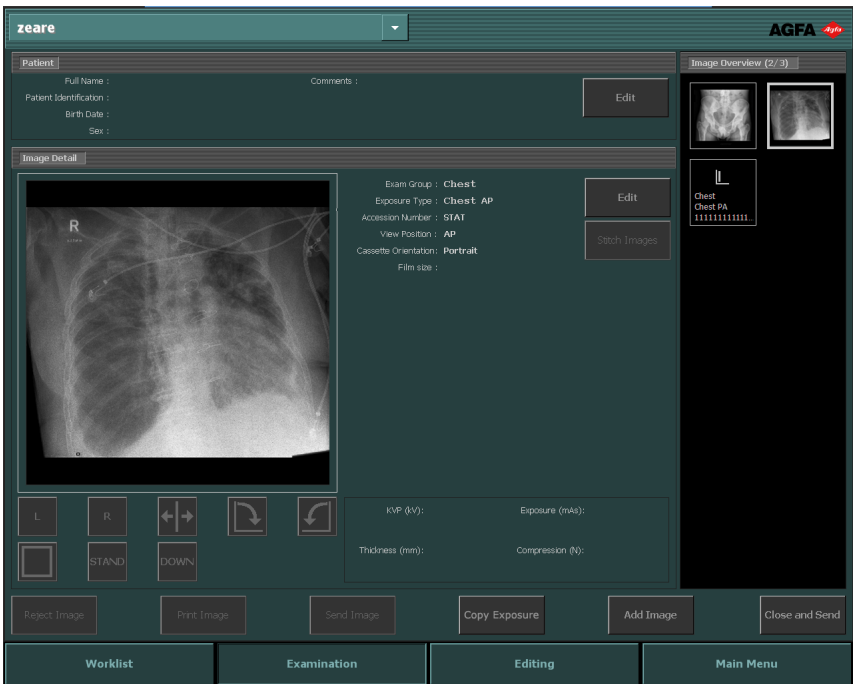 zeare
AGFA Agfa
Patient
Full Name :
Comments :
Patient Identification :
Birth Date :
Sex :
Edit
Image Overview (2/3)
Chest
Chest PA
111111111111..
Image Detail
R
Exam Group : Chest
Exposure Type : Chest AP
Accession Number : STAT
View Position : AP
Cassette Orientation: Portrait
Film size :
Edit
Stitch Images
L
R
STAND
DOWN
KVP (kV):
Exposure (mAs):
Thickness (mm):
Compression (N):
Reject Image
Print Image
Send Image
Copy Exposure
Add Image
Close and Send
Worklist
Examination
Editing
Main Menu